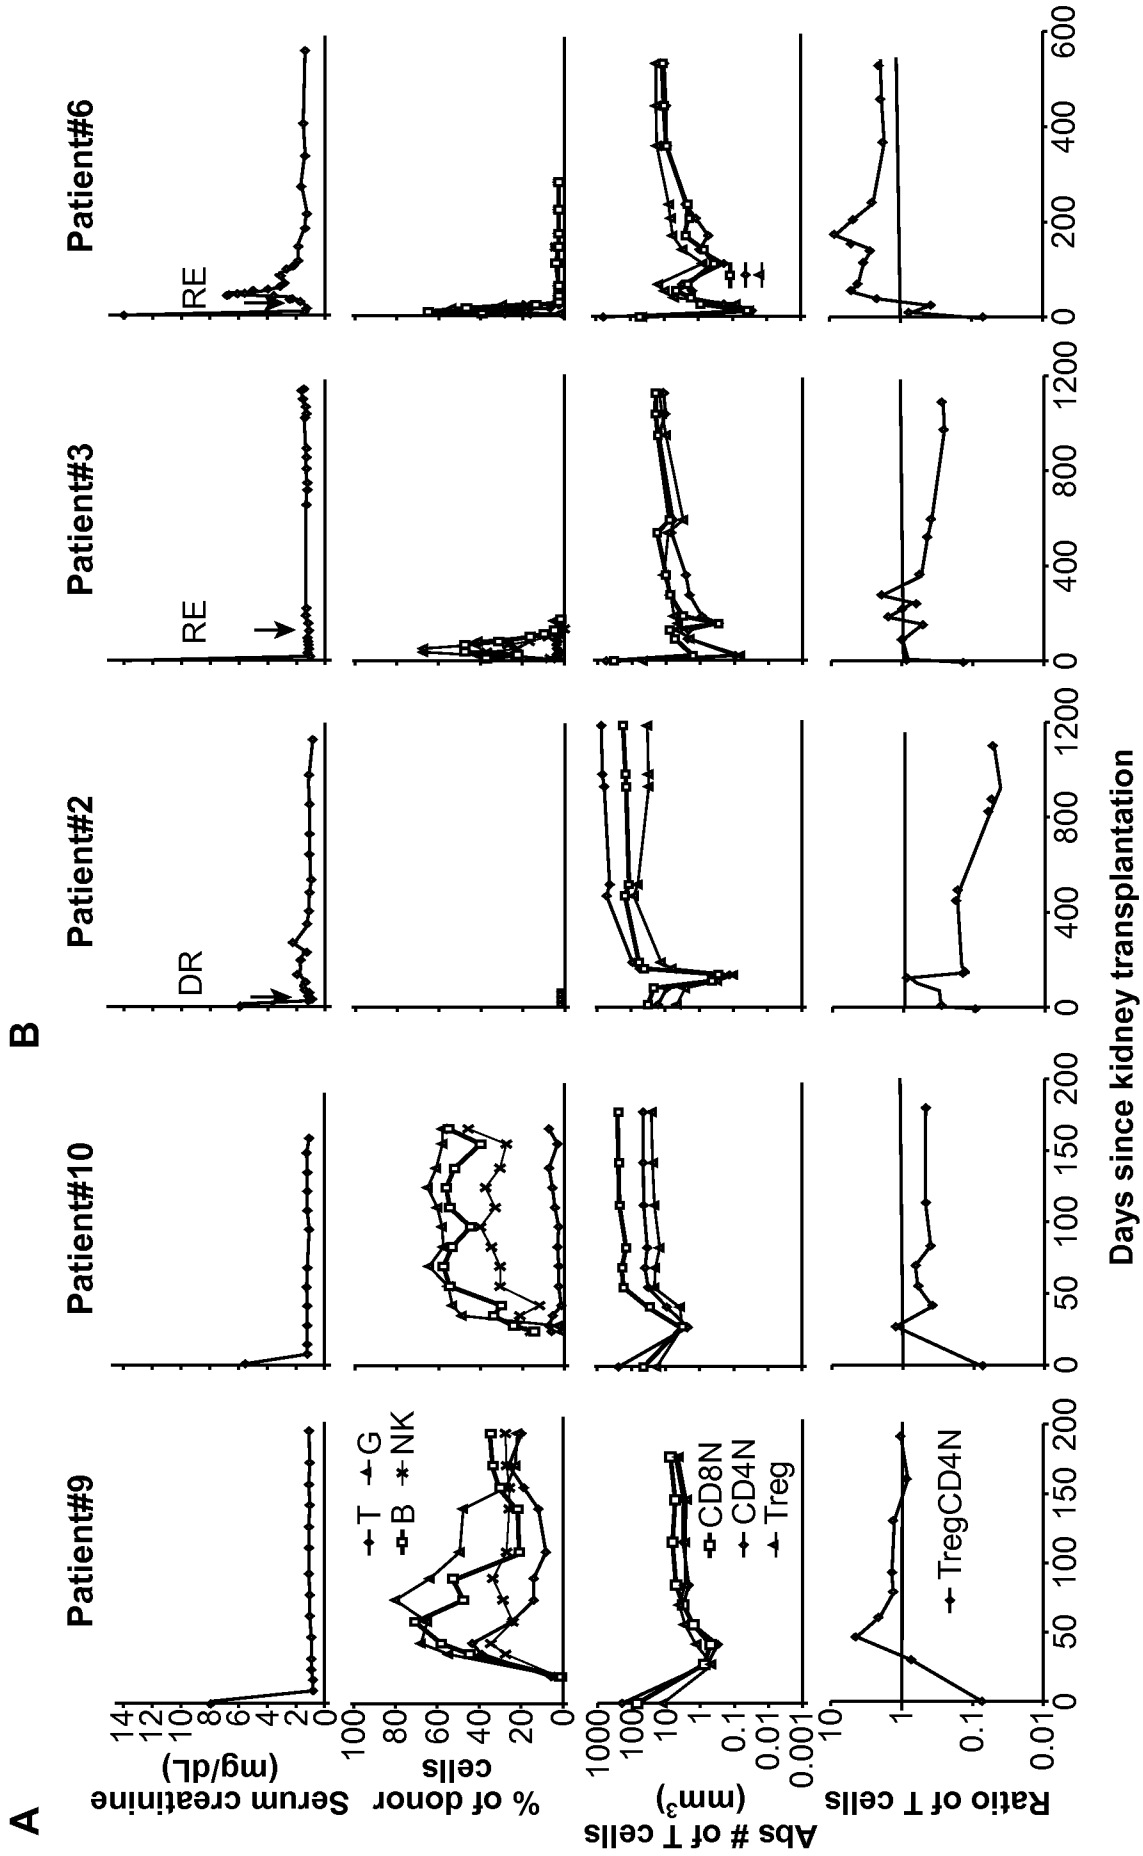 A
B
Patient#9
Patient#10
Patient#2
Patient#3
Patient#6
Serum creatinine
(mg/dL)
14
12
10
8
6
4
2
0
DR
RE
RE
% of donor
cells
100
80
60
40
20
0
T
G
B
NK
Abs # of T cells
(mm³)
1000
100
10
1
0.1
0.01
0.001
CD8N
CD4N
Treg
Ratio of T cells
10
1
0.1
0.01
TregCD4N
0 50 100 150 200
0 50 100 150 200
0 400 800 1200
0 400 800 1200
0 200 400 600
Days since kidney transplantation